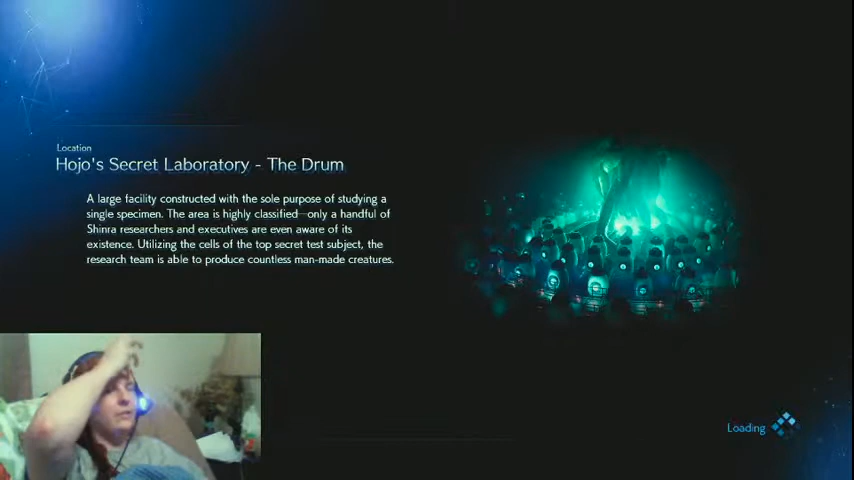 Location
Hojo's Secret Laboratory - The Drum
A large facility constructed with the sole purpose of studying a
single specimen. The area is highly classified—only a handful of
Shinra researchers and executives are even aware of its
existence. Utilizing the cells of the top secret test subject, the
research team is able to produce countless man-made creatures.
Loading